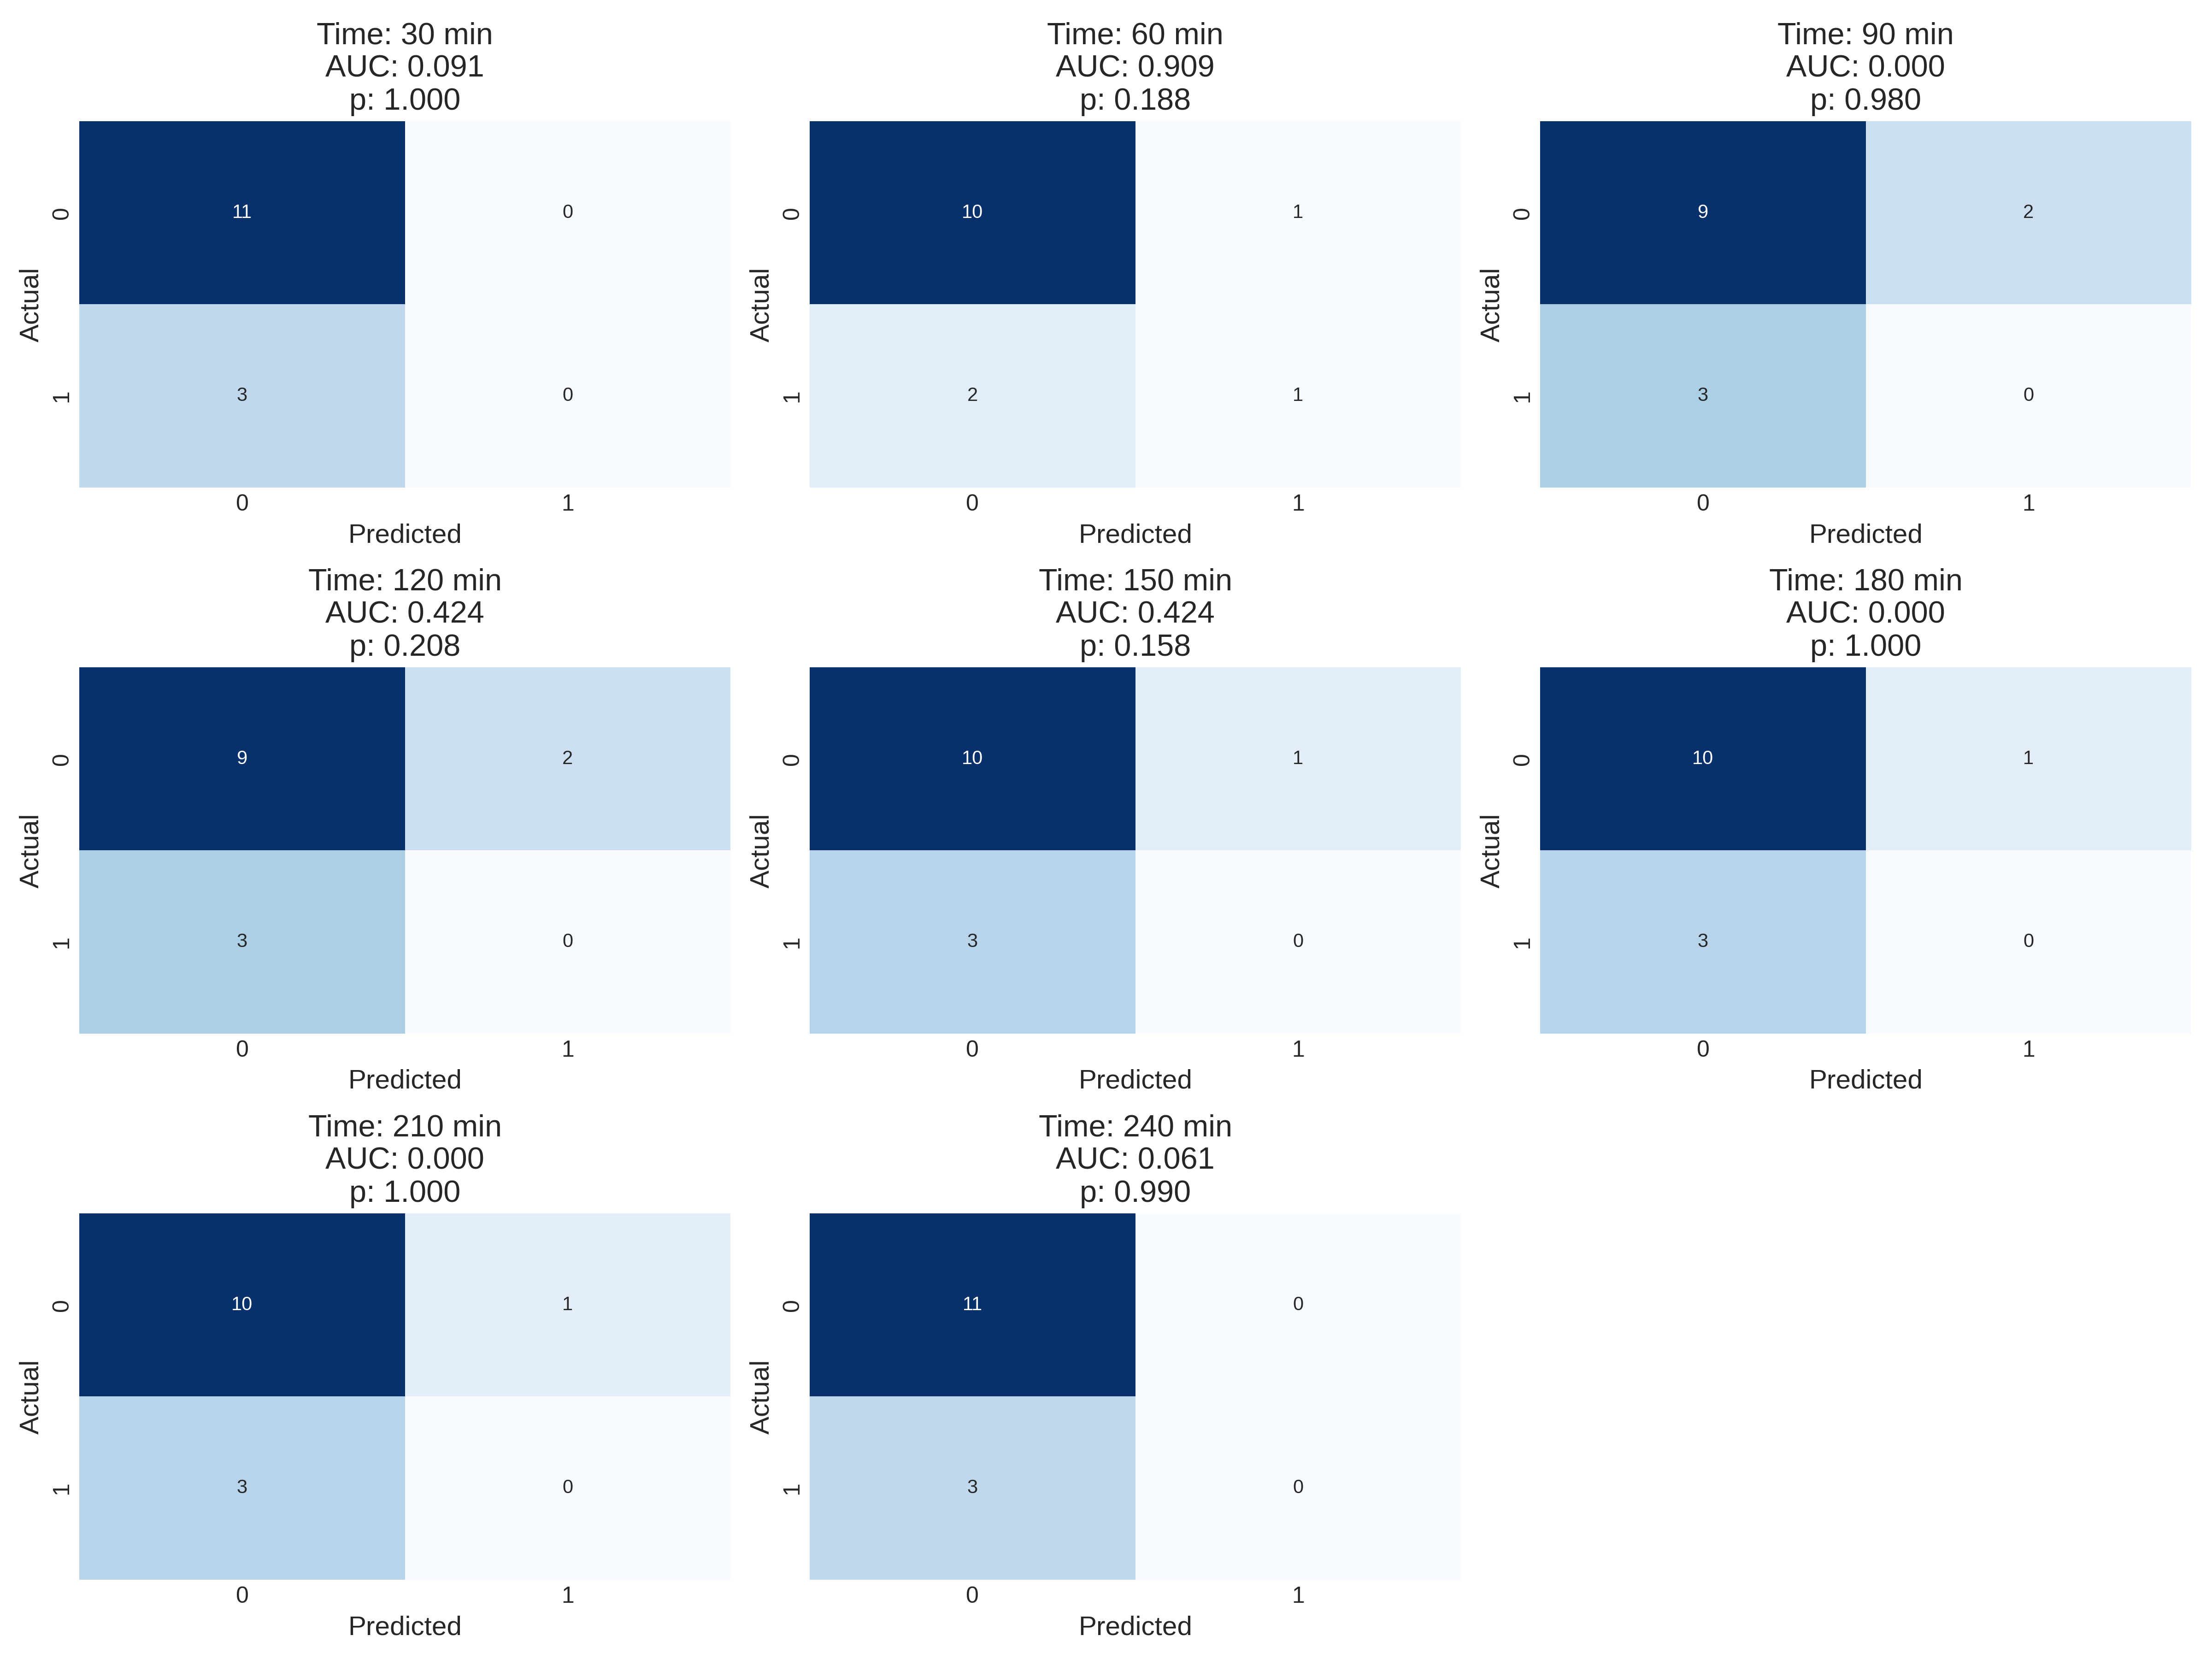 Time: 30 min
AUC: 0.091
p: 1.000
0
11
0
Actual
1
3
0
0
1
Predicted
Time: 60 min
AUC: 0.909
p: 0.188
0
10
1
Actual
1
2
1
0
1
Predicted
Time: 90 min
AUC: 0.000
p: 0.980
0
9
2
Actual
1
3
0
0
1
Predicted
Time: 120 min
AUC: 0.424
p: 0.208
0
9
2
Actual
1
3
0
0
1
Predicted
Time: 150 min
AUC: 0.424
p: 0.158
0
10
1
Actual
1
3
0
0
1
Predicted
Time: 180 min
AUC: 0.000
p: 1.000
0
10
1
Actual
1
3
0
0
1
Predicted
Time: 210 min
AUC: 0.000
p: 1.000
0
10
1
Actual
1
3
0
0
1
Predicted
Time: 240 min
AUC: 0.061
p: 0.990
0
11
0
Actual
1
3
0
0
1
Predicted